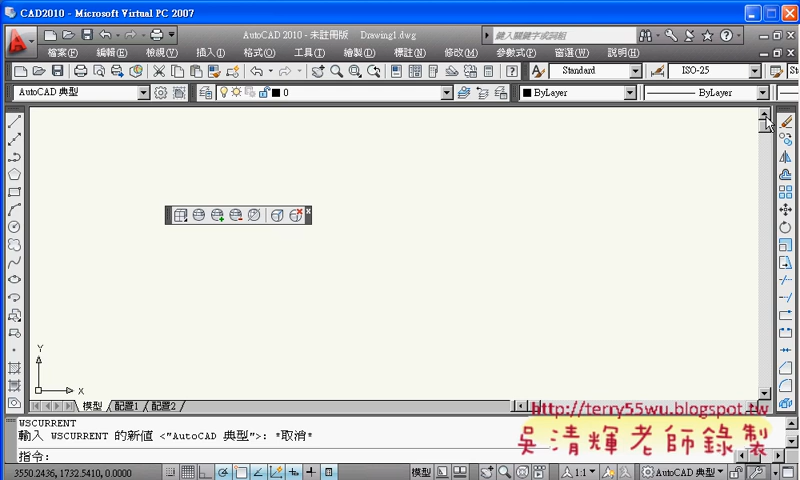 CAD2010 - Microsoft Virtual PC 2007
AutoCAD 2010 - 未註冊版 Drawing1.dwg
鍵入關鍵字或詞組
檔案(F) 編輯(E) 檢視(V) 插入(I) 格式(O) 工具(T) 繪製(D) 標註(N) 修改(M) 參數式(P) 視窗(W) 說明(H)
Standard ISO-25 Standard
AutoCAD 典型 0 ByLayer ByLayer
Y
X
模型 配置1 配置2
WSCURRENT
輸入 WSCURRENT 的新值 <"AutoCAD 典型">: *取消*
指令:
http://terry55wu.blogspot.tw
吳清輝老師錄製
3550.2436, 1732.5410, 0.0000 模型 1:1 AutoCAD 典型